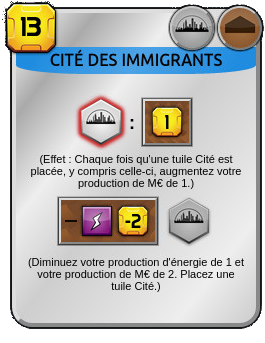 13
CITÉ DES IMMIGRANTS
: 1
(Effet : Chaque fois qu'une tuile Cité est
placée, y compris celle-ci, augmentez votre
production de M€ de 1.)
− -2
(Diminuez votre production d'énergie de 1 et
votre production de M€ de 2. Placez une
tuile Cité.)